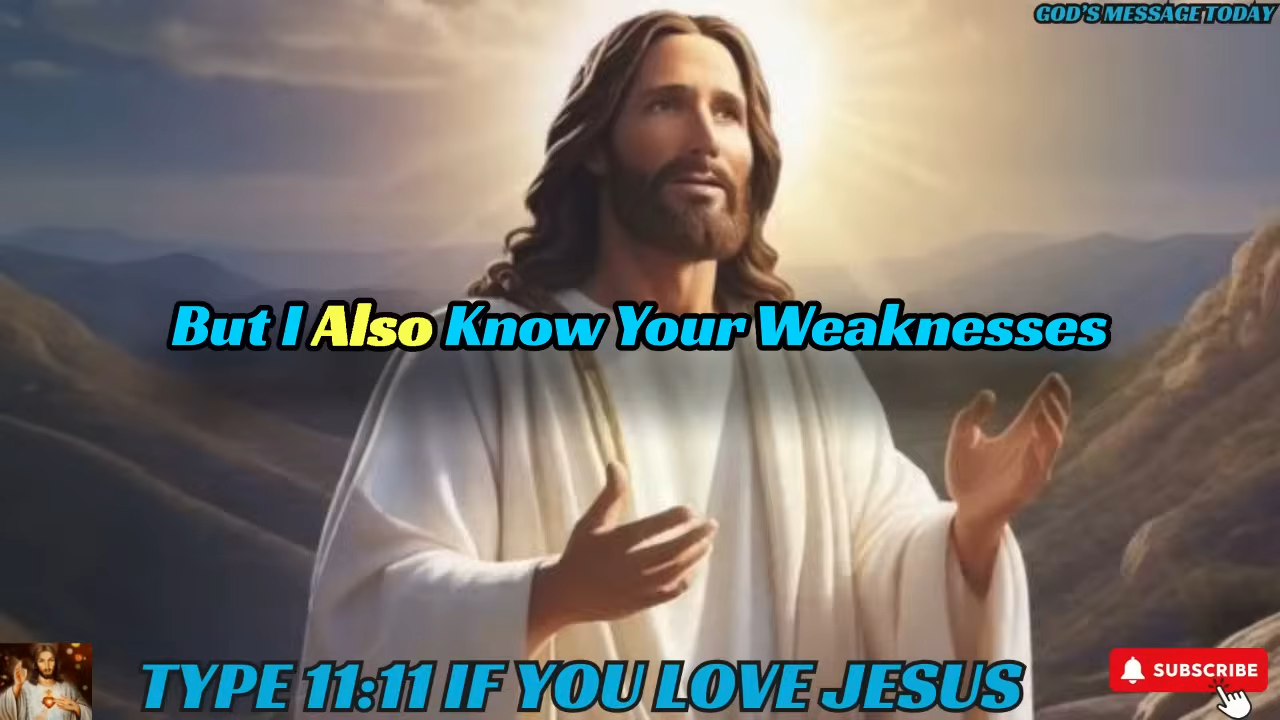 GOD'S MESSAGE TODAY
But I Also Know Your Weaknesses
TYPE 11:11 IF YOU LOVE JESUS
SUBSCRIBE